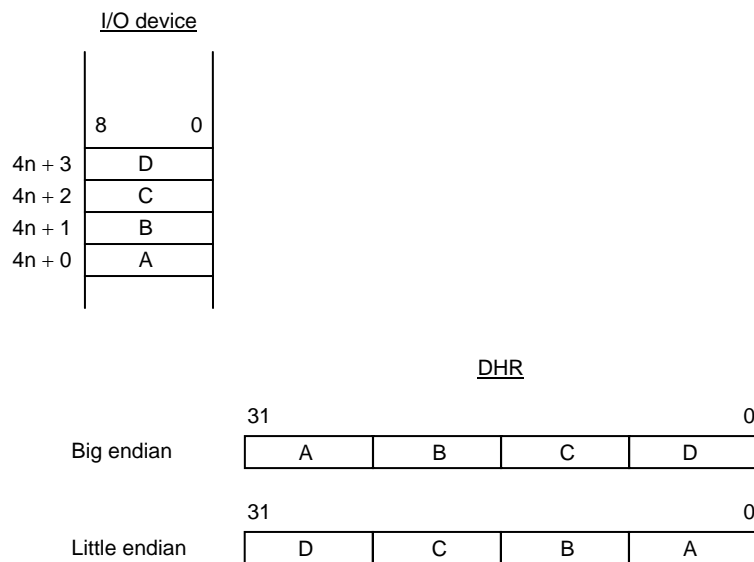 I/O device
8 0
4n + 3 D
4n + 2 C
4n + 1 B
4n + 0 A
DHR
31 0
Big endian A B C D
31 0
Little endian D C B A